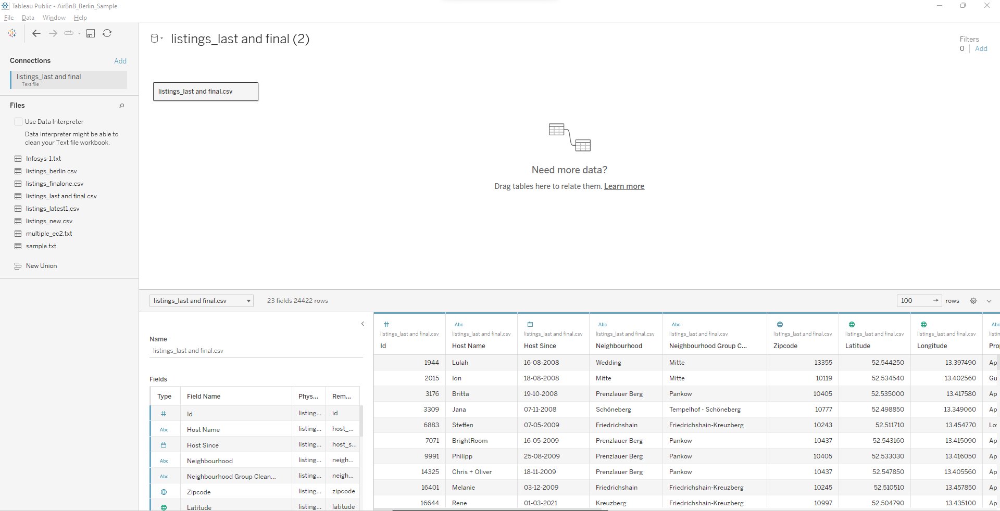 Tableau Public - AirBnB_Berlin_Sample
File Data Window Help
listings_last and final (2)
Filters
0 Add
Connections Add
listings_last and final
Text file
Files
Use Data Interpreter
Data Interpreter might be able to
clean your Text file workbook.
Infosys-1.txt
listings_berlin.csv
listings_finalone.csv
listings_last and final.csv
listings_latest1.csv
listings_new.csv
multiple_ec2.txt
sample.txt
New Union
listings_last and final.csv
Need more data?
Drag tables here to relate them. Learn more
listings_last and final.csv 23 fields 24422 rows 100 rows
Name
listings_last and final.csv
Fields
Type Field Name Phys... Rem...
Id listing... id
Abc Host Name listing... host_...
Host Since listing... host_s...
Abc Neighbourhood listing... neigh...
Abc Neighbourhood Group Clean... listing... neigh...
Zipcode listing... zipcode
Latitude listing... latitude
# Abc Abc Abc Abc
listings_last and final.csv listings_last and final.csv listings_last and final.csv listings_last and final.csv listings_last and final.csv listings_last and final.csv listings_last and final.csv listings_last and final.csv listin
Id Host Name Host Since Neighbourhood Neighbourhood Group C... Zipcode Latitude Longitude Pro
1944 Lulah 16-08-2008 Wedding Mitte 13355 52.544250 13.397490 Ap
2015 Ion 18-08-2008 Mitte Mitte 10119 52.534540 13.402560 Gu
3176 Britta 19-10-2008 Prenzlauer Berg Pankow 10405 52.535000 13.417580 Ap
3309 Jana 07-11-2008 Schöneberg Tempelhof - Schöneberg 10777 52.498850 13.349060 Ap
6883 Steffen 07-05-2009 Friedrichshain Friedrichshain-Kreuzberg 10243 52.511710 13.454770 Lo
7071 BrightRoom 16-05-2009 Prenzlauer Berg Pankow 10437 52.543160 13.415090 Ap
9991 Philipp 25-08-2009 Prenzlauer Berg Pankow 10405 52.533030 13.416050 Ap
14325 Chris + Oliver 18-11-2009 Prenzlauer Berg Pankow 10437 52.547850 13.405560 Ap
16401 Melanie 03-12-2009 Friedrichshain Friedrichshain-Kreuzberg 10245 52.510510 13.457850 Ap
16644 Rene 01-03-2021 Kreuzberg Friedrichshain-Kreuzberg 10997 52.504790 13.435100 Ap